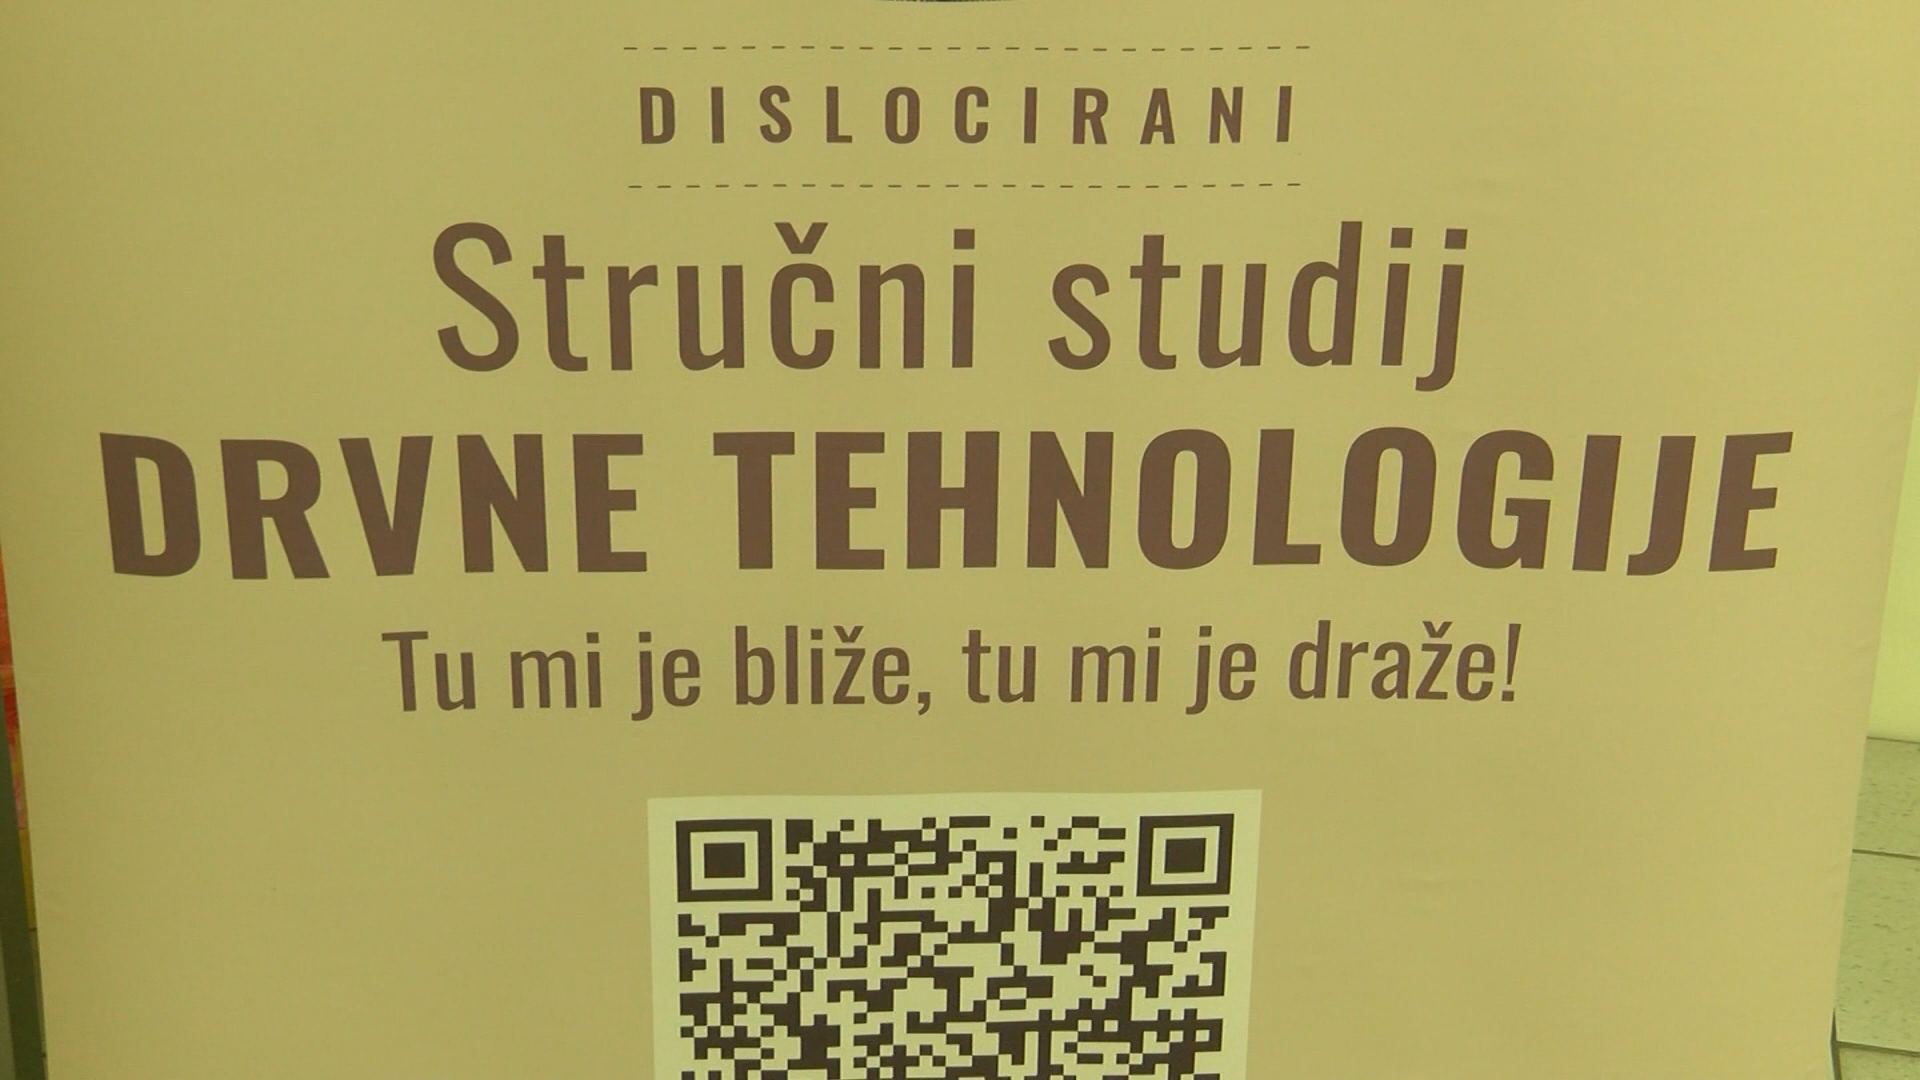 DISLOCIRANI
Stručni studij
DRVNE TEHNOLOGIJE
Tu mi je bliže, tu mi je draže!